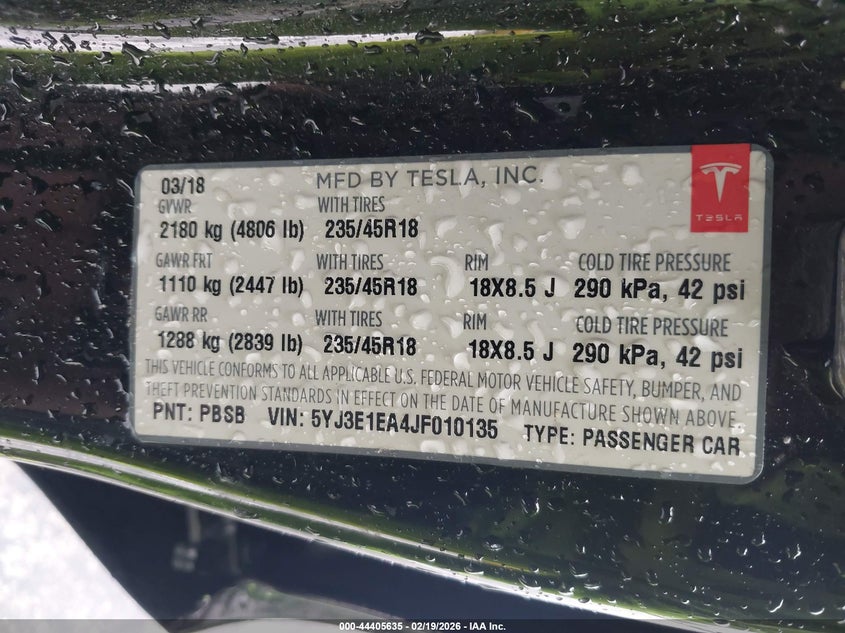 03/18 MFD BY TESLA, INC.
GVWR WITH TIRES
2180 kg (4806 lb) 235/45R18
TESLA
GAWR FRT WITH TIRES RIM COLD TIRE PRESSURE
1110 kg (2447 lb) 235/45R18 18X8.5 J 290 kPa, 42 psi
GAWR RR WITH TIRES RIM COLD TIRE PRESSURE
1288 kg (2839 lb) 235/45R18 18X8.5 J 290 kPa, 42 psi
THIS VEHICLE CONFORMS TO ALL APPLICABLE U.S. FEDERAL MOTOR VEHICLE SAFETY, BUMPER, AND
THEFT PREVENTION STANDARDS IN EFFECT ON THE DATE OF MANUFACTURE SHOWN ABOVE.
PNT: PBSB VIN: 5YJ3E1EA4JF010135 TYPE: PASSENGER CAR
000-44405635 - 02/19/2026 - IAA Inc.